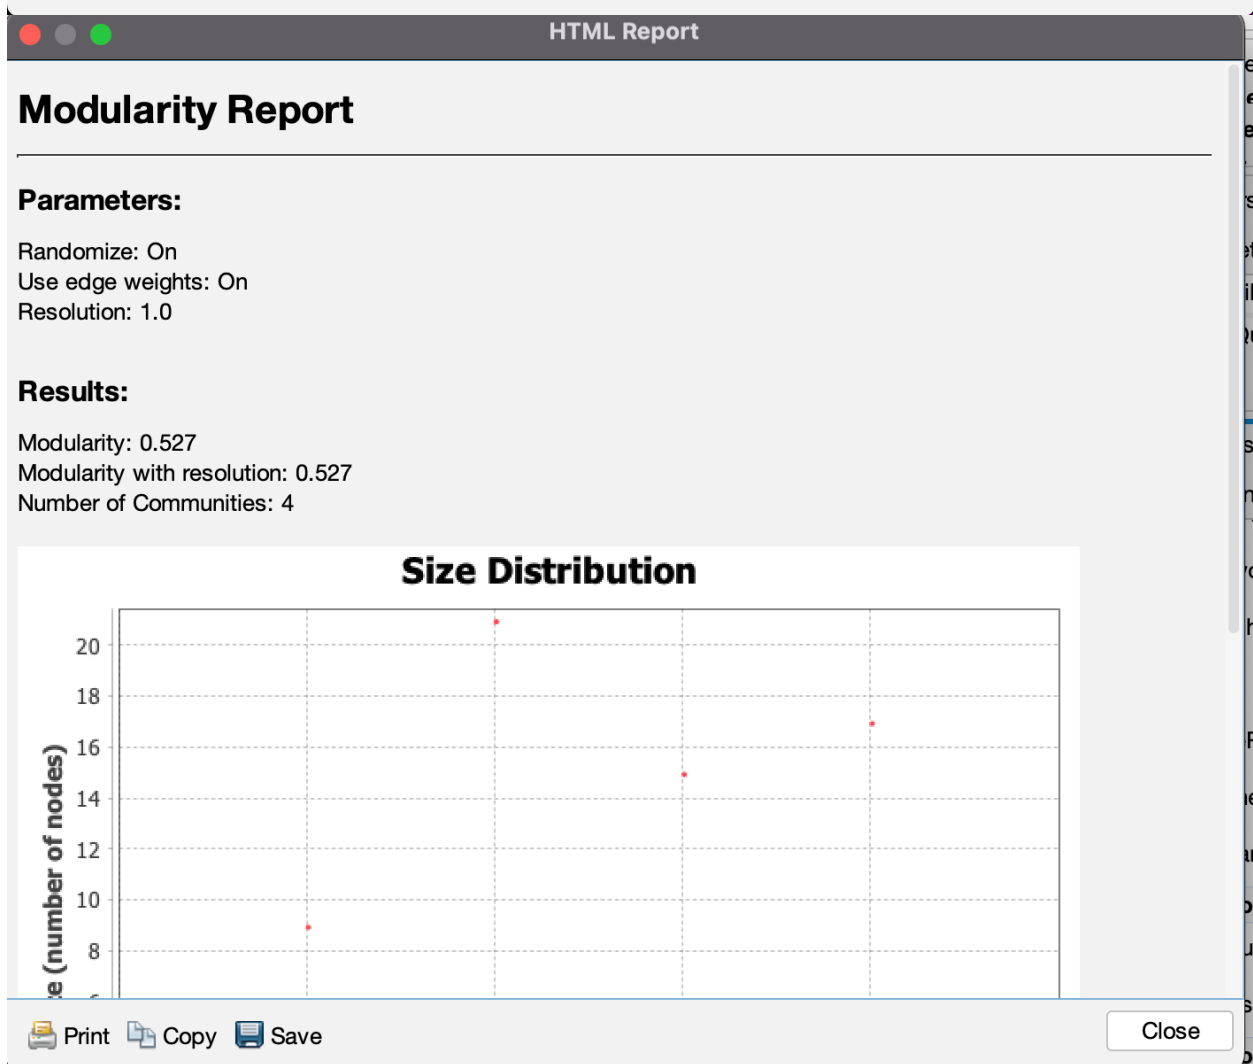 HTML Report
Modularity Report
Parameters:
Randomize: On
Use edge weights: On
Resolution: 1.0
Results:
Modularity: 0.527
Modularity with resolution: 0.527
Number of Communities: 4
Size Distribution
20
18
16
14
12
10
8
(number of nodes)
Print Copy Save
Close